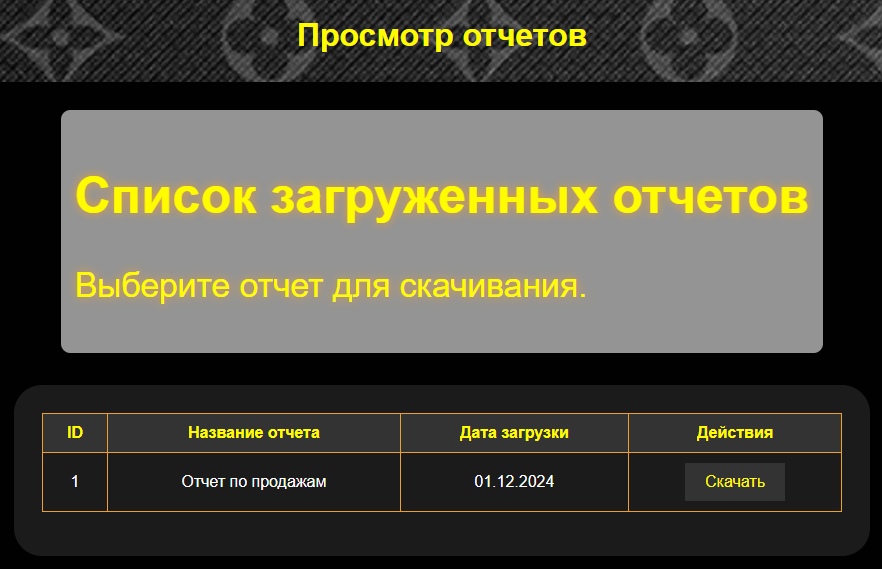 Просмотр отчетов
Список загруженных отчетов
Выберите отчет для скачивания.
ID Название отчета Дата загрузки Действия
1 Отчет по продажам 01.12.2024 Скачать